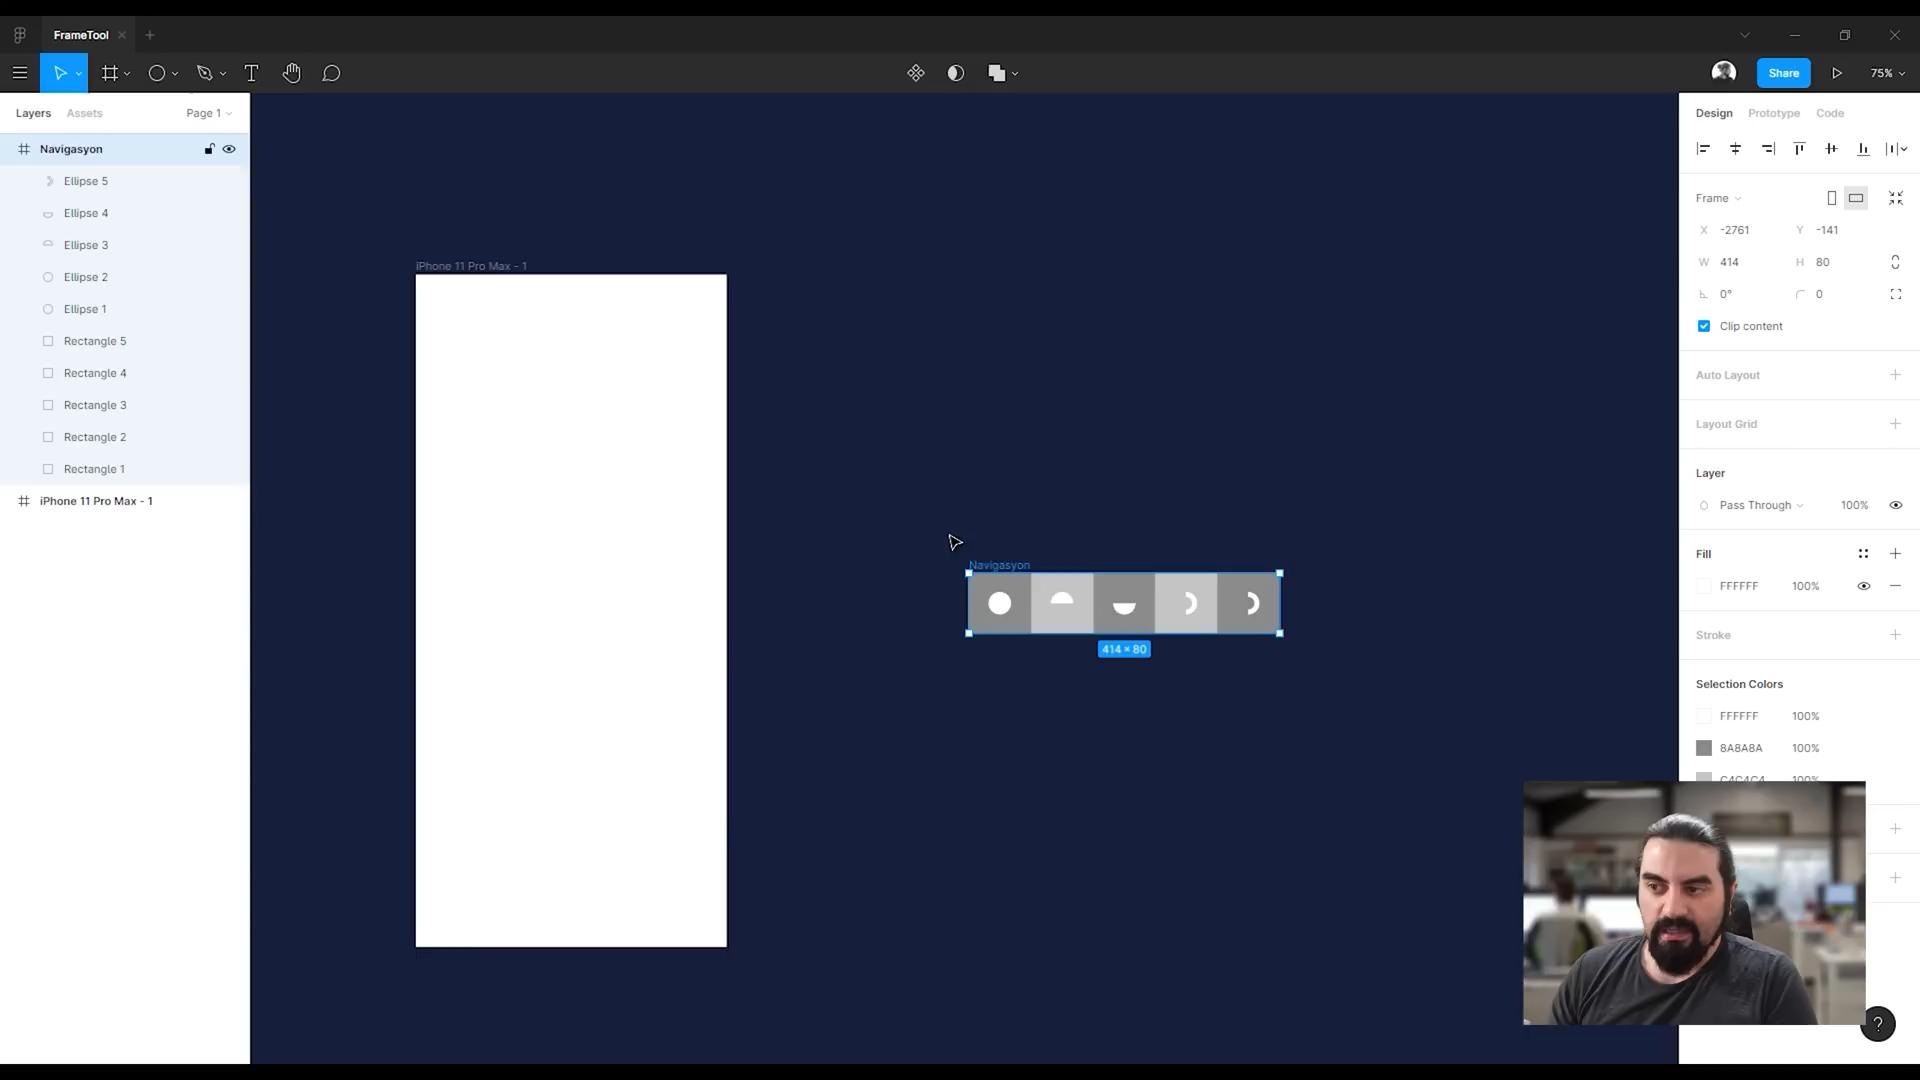 FrameTool
Share
75%
Layers
Assets
Page 1
Navigasyon
Ellipse 5
Ellipse 4
Ellipse 3
Ellipse 2
Ellipse 1
Rectangle 5
Rectangle 4
Rectangle 3
Rectangle 2
Rectangle 1
iPhone 11 Pro Max - 1
iPhone 11 Pro Max - 1
Navigasyon
414 × 80
Design
Prototype
Code
Frame
X -2761 Y -141
W 414 H 80
0° 0
Clip content
Auto Layout
Layout Grid
Layer
Pass Through 100%
Fill
FFFFFF 100%
Stroke
Selection Colors
FFFFFF 100%
8A8A8A 100%
C4C4C4 100%
?